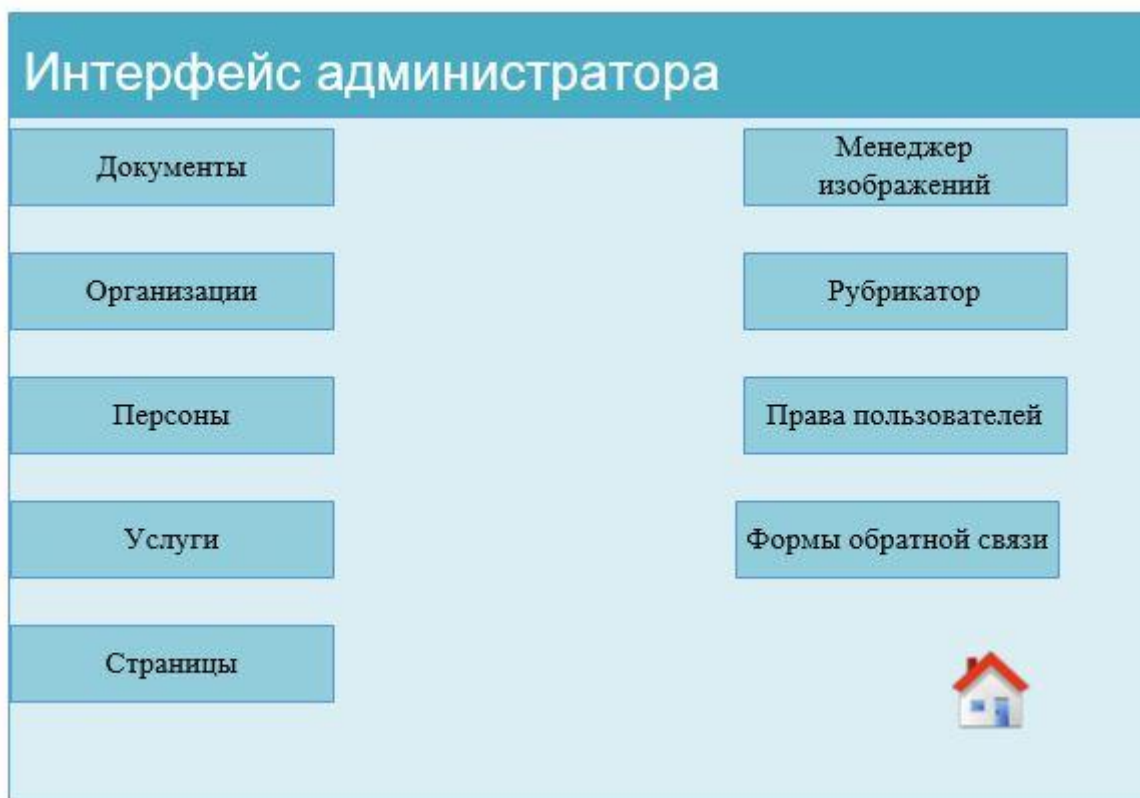 Интерфейс администратора
Документы
Организации
Персоны
Услуги
Страницы
Менеджер
изображений
Рубрикатор
Права пользователей
Формы обратной связи